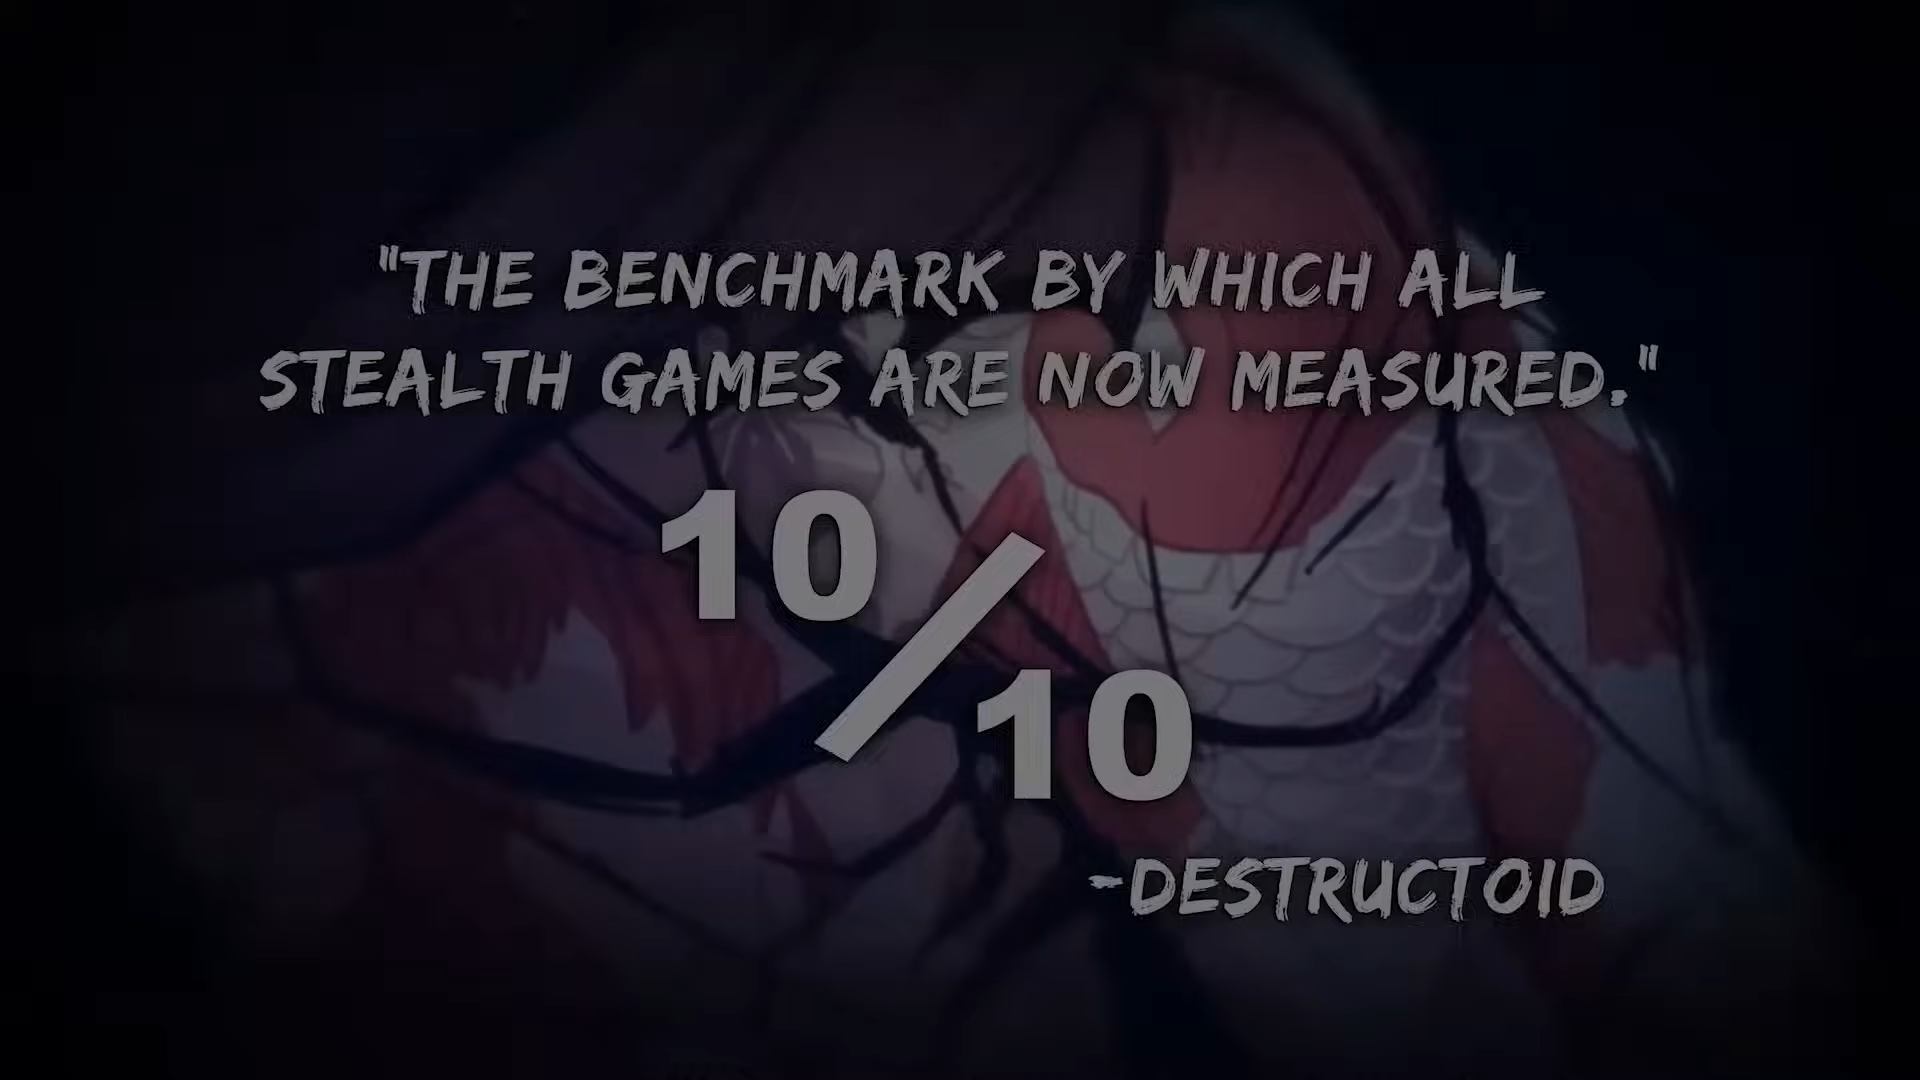 "THE BENCHMARK BY WHICH ALL
STEALTH GAMES ARE NOW MEASURED."
10/10
-DESTRUCTOID